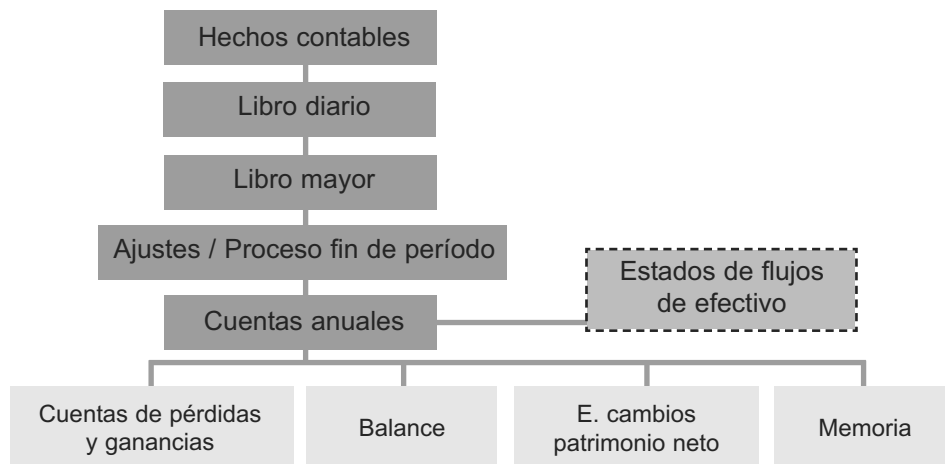 Hechos contables
Libro diario
Libro mayor
Ajustes / Proceso fin de período
Estados de flujos
de efectivo
Cuentas anuales
Cuentas de pérdidas
y ganancias
Balance
E. cambios
patrimonio neto
Memoria